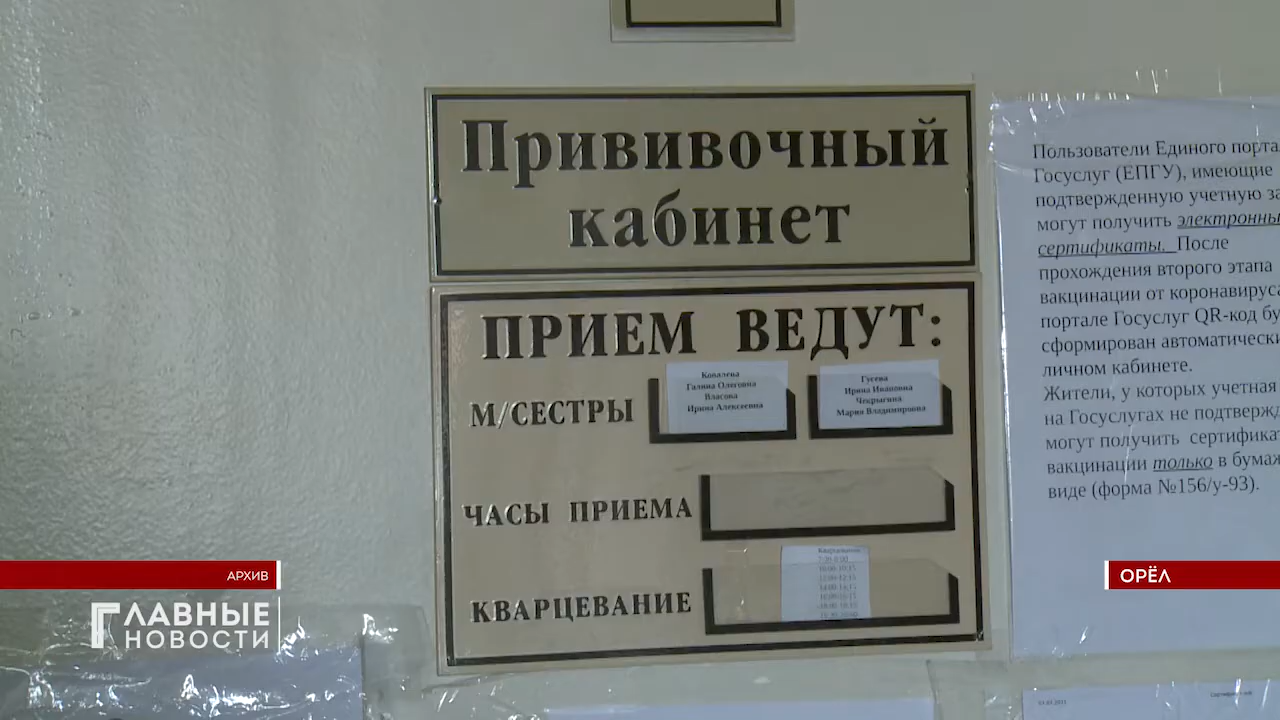 Прививочный
кабинет
ПРИЕМ ВЕДУТ:
М/СЕСТРЫ
Ковалева
Галина Олеговна
Власова
Ирина Алексеевна
Гусева
Ирина Ивановна
Чекрыгина
Мария Владимировна
ЧАСЫ ПРИЕМА
КВАРЦЕВАНИЕ
Кварцевание
Пользователи Единого порта
Госуслуг (ЕПГУ), имеющие
подтвержденную учетную за
могут получить электронны
сертификаты. После
прохождения второго этапа
вакцинации от коронавируса
портале Госуслуг QR-код бу
сформирован автоматически
личном кабинете.
Жители, у которых учетная
на Госуслугах не подтвержд
могут получить сертификат
вакцинации только в бумаж
виде (форма №156/у-93).
АРХИВ
ГЛАВНЫЕ
НОВОСТИ
ОРЁЛ